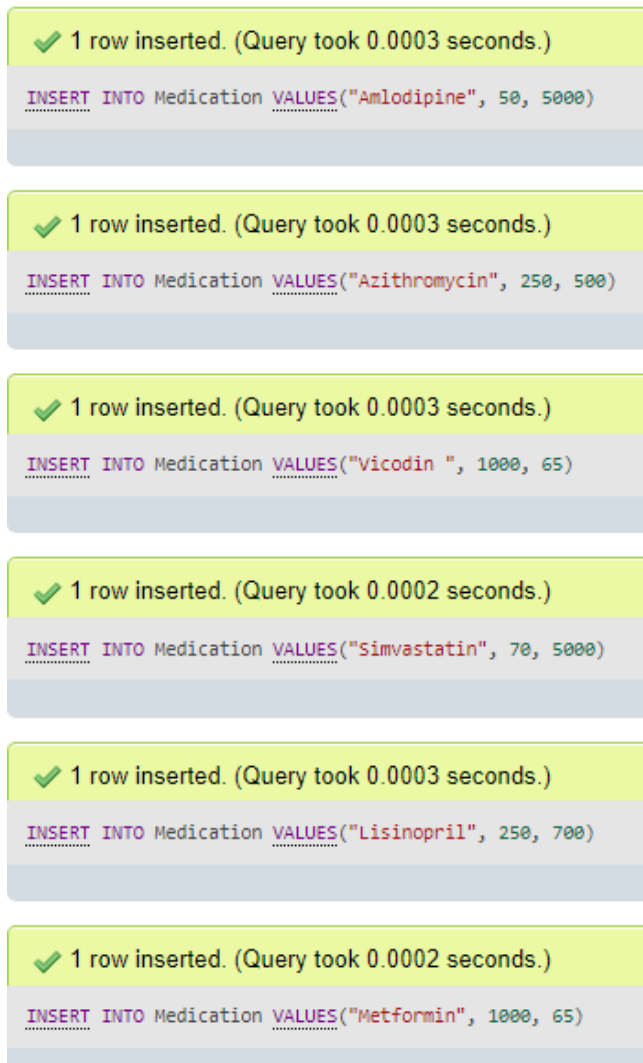 1 row inserted. (Query took 0.0003 seconds.)
INSERT INTO Medication VALUES("Amlodipine", 50, 5000)
1 row inserted. (Query took 0.0003 seconds.)
INSERT INTO Medication VALUES("Azithromycin", 250, 500)
1 row inserted. (Query took 0.0003 seconds.)
INSERT INTO Medication VALUES("Vicodin ", 1000, 65)
1 row inserted. (Query took 0.0002 seconds.)
INSERT INTO Medication VALUES("Simvastatin", 70, 5000)
1 row inserted. (Query took 0.0003 seconds.)
INSERT INTO Medication VALUES("Lisinopril", 250, 700)
1 row inserted. (Query took 0.0002 seconds.)
INSERT INTO Medication VALUES("Metformin", 1000, 65)